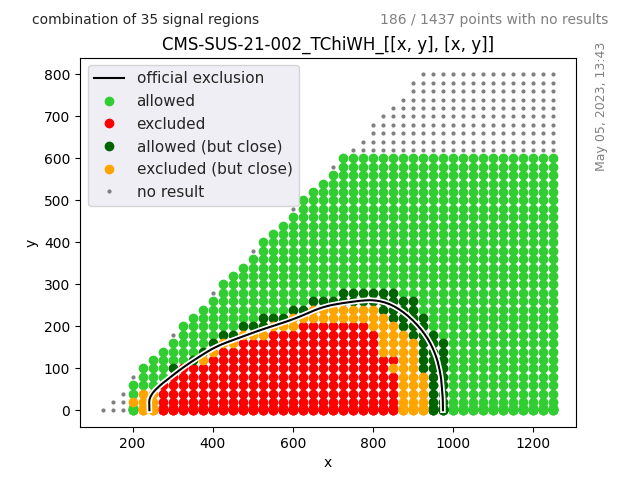 combination of 35 signal regions
186 / 1437 points with no results
CMS-SUS-21-002_TChiWH_[[x, y], [x, y]]
May 05, 2023, 13:43
official exclusion
allowed
excluded
allowed (but close)
excluded (but close)
no result
800
700
600
500
400
300
200
100
0
y
200
400
600
800
1000
1200
x